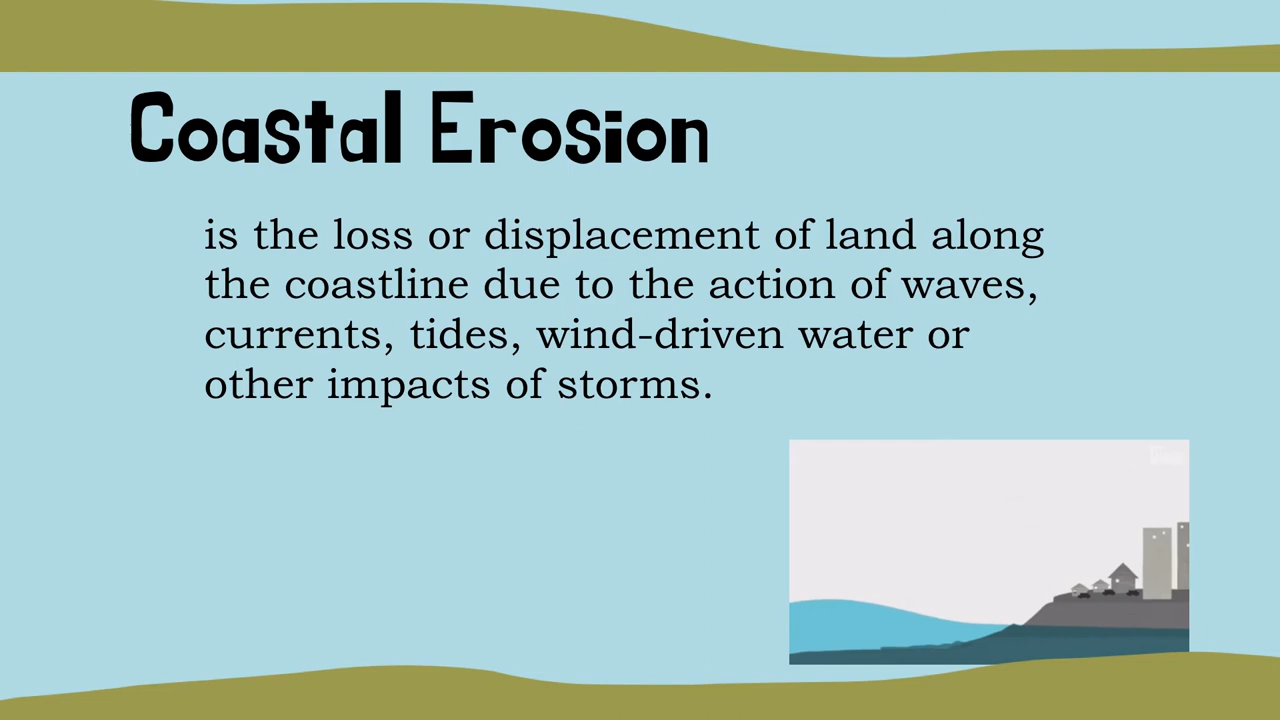 Coastal Erosion
is the loss or displacement of land along
the coastline due to the action of waves,
currents, tides, wind-driven water or
other impacts of storms.